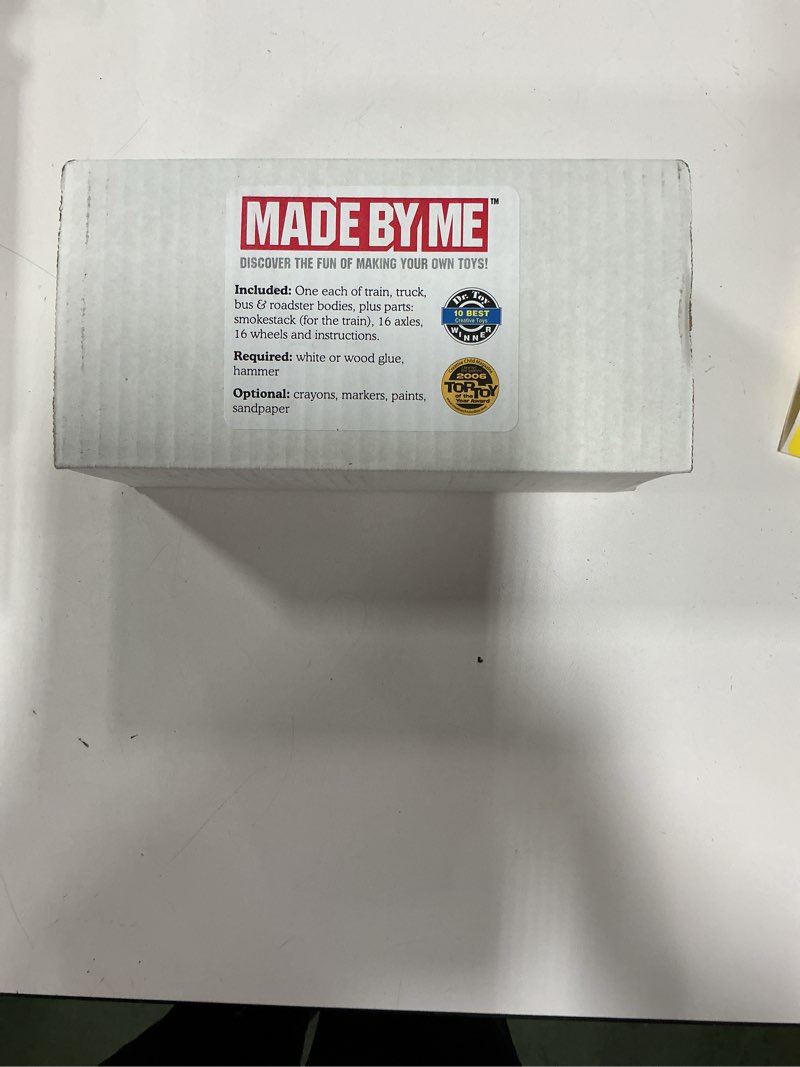 MADE BY ME™
DISCOVER THE FUN OF MAKING YOUR OWN TOYS!
Included: One each of train, truck,
bus & roadster bodies, plus parts:
smokestack (for the train), 16 axles,
16 wheels and instructions.
Required: white or wood glue,
hammer
Optional: crayons, markers, paints,
sandpaper
Dr. Toy
10 BEST
Creative Toys
WINNER
Creative Child Magazine
2006
TOP TOY
of the
Year Award